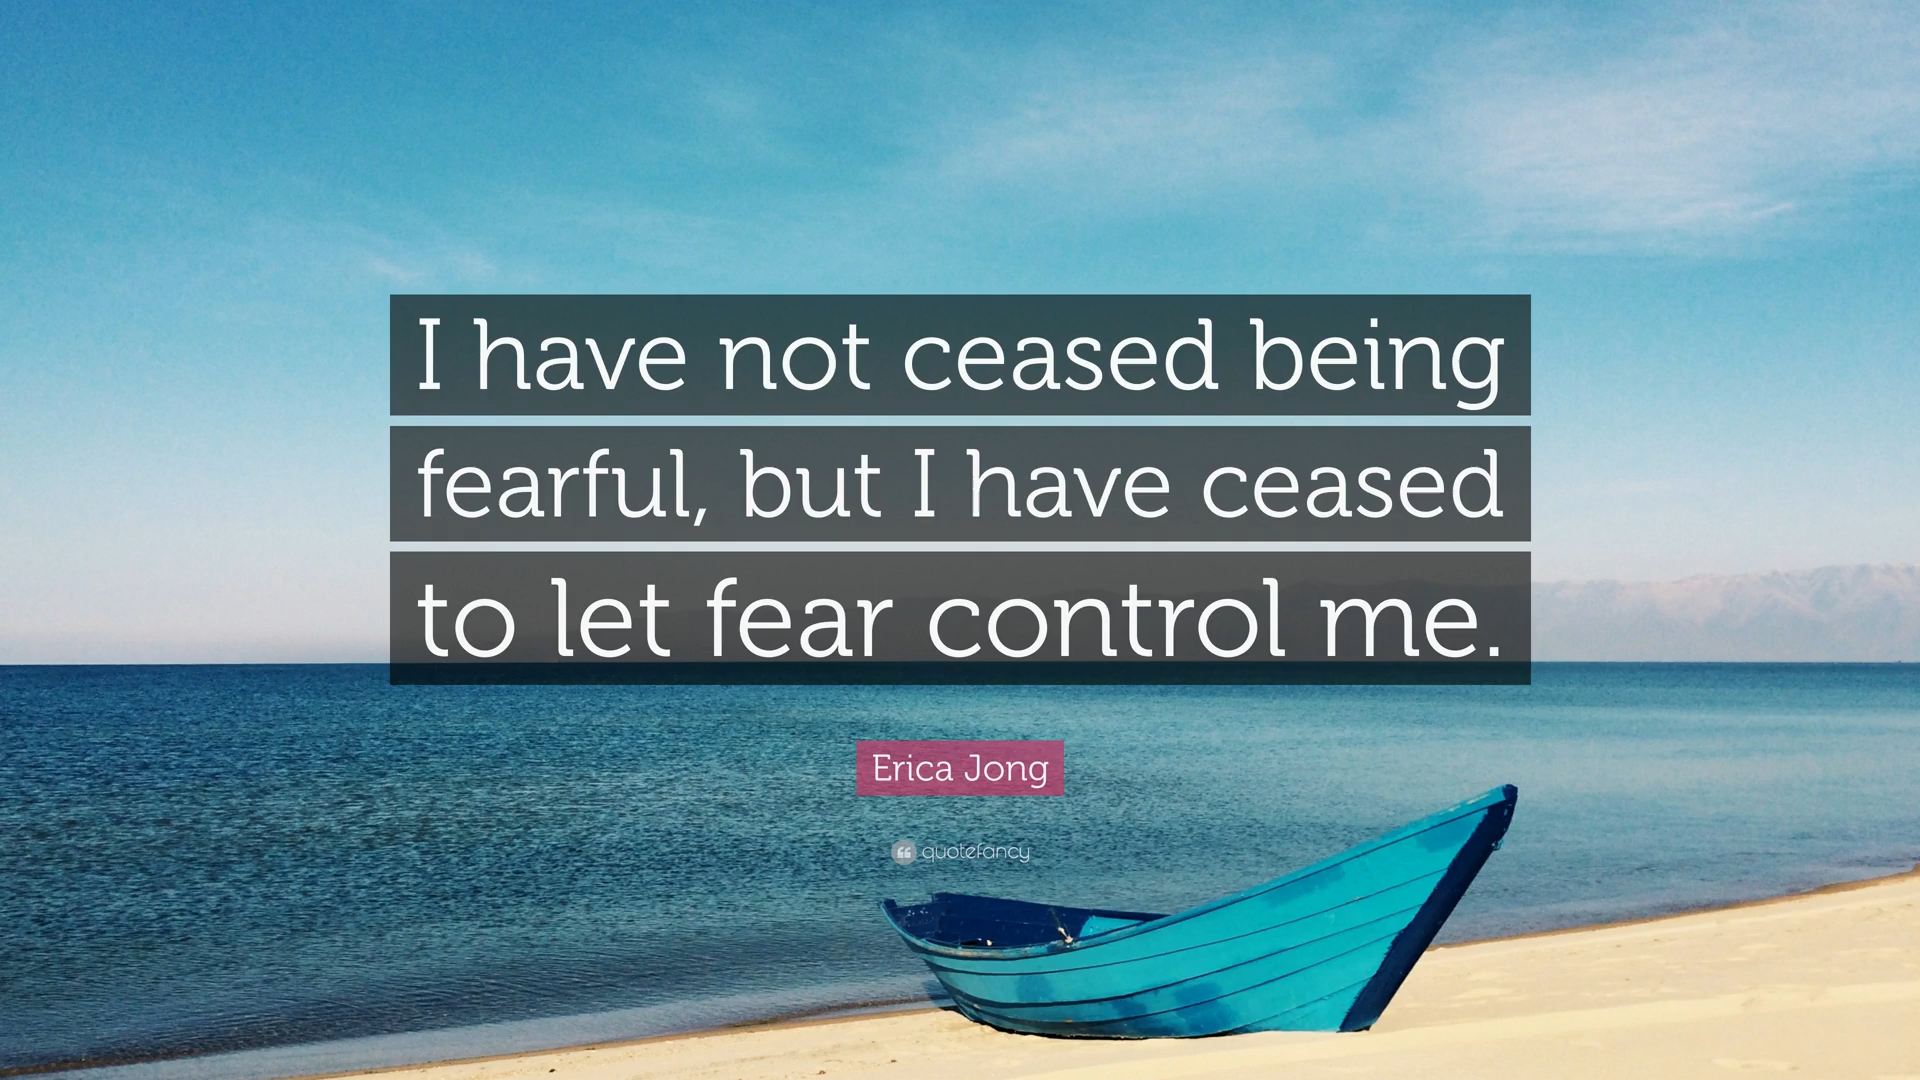 I have not ceased being
fearful, but I have ceased
to let fear control me.
Erica Jong
quotefancy